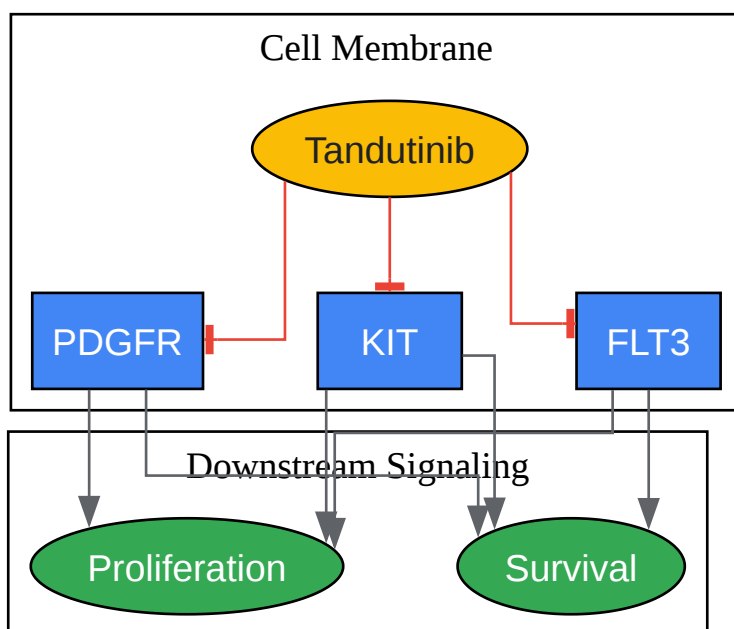 Cell Membrane
Tandutinib
PDGFR
KIT
FLT3
Downstream Signaling
Proliferation
Survival